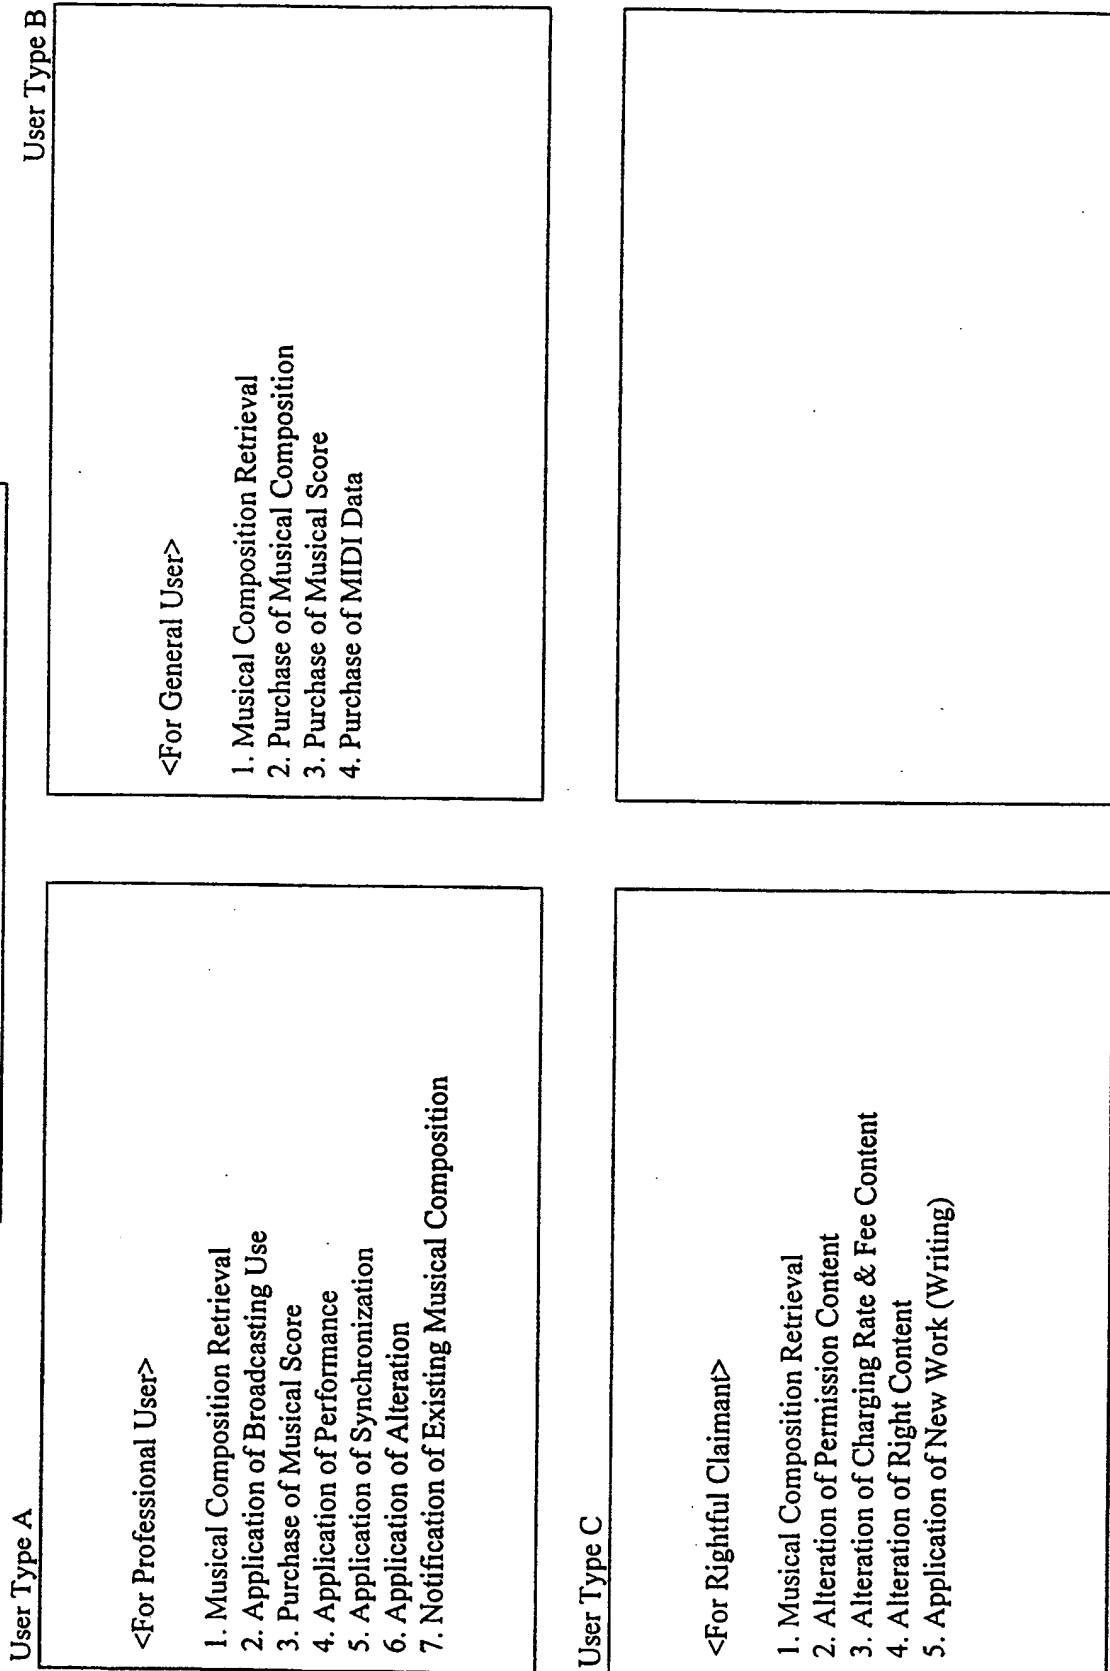 User Type A
<For Professional User>
1. Musical Composition Retrieval
2. Application of Broadcasting Use
3. Purchase of Musical Score
4. Application of Performance
5. Application of Synchronization
6. Application of Alteration
7. Notification of Existing Musical Composition
User Type B
<For General User>
1. Musical Composition Retrieval
2. Purchase of Musical Composition
3. Purchase of Musical Score
4. Purchase of MIDI Data
User Type C
<For Rightful Claimant>
1. Musical Composition Retrieval
2. Alteration of Permission Content
3. Alteration of Charging Rate & Fee Content
4. Alteration of Right Content
5. Application of New Work (Writing)